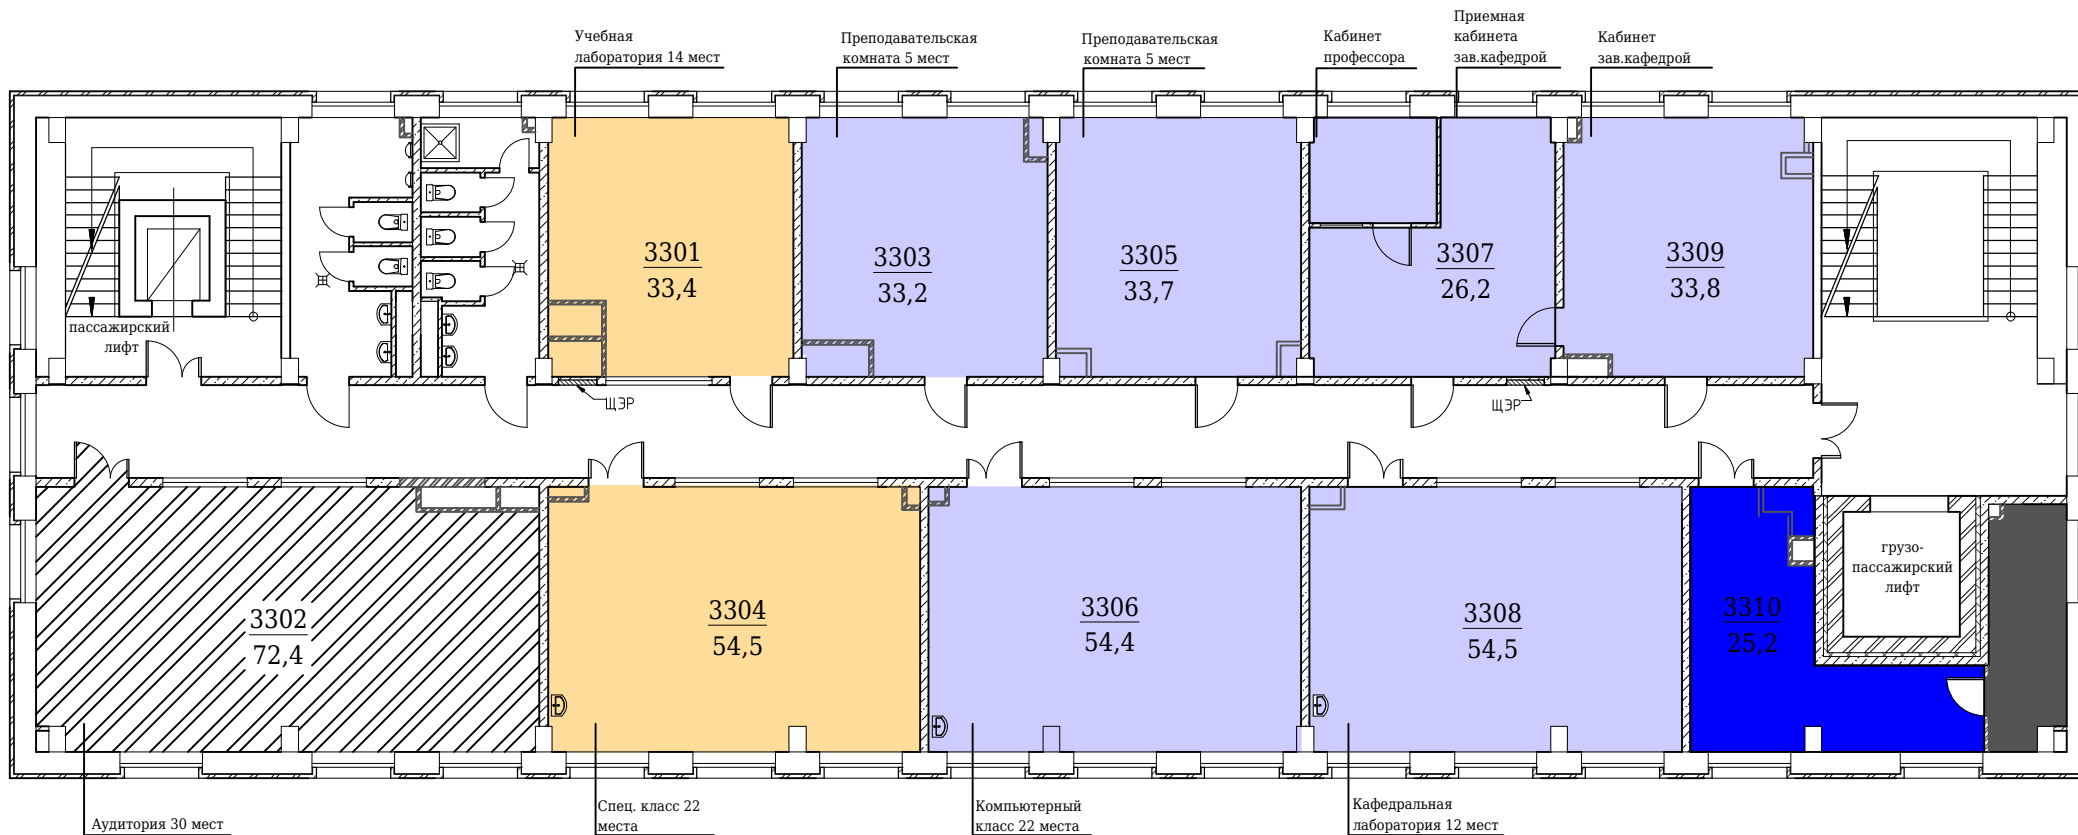 Учебная
лаборатория 14 мест
Преподавательская
комната 5 мест
Преподавательская
комната 5 мест
Кабинет
профессора
Приемная
кабинета
зав.кафедрой
Кабинет
зав.кафедрой
3301
33,4
3303
33,2
3305
33,7
3307
26,2
3309
33,8
пассажирский
лифт
ЩЭР
ЩЭР
3302
72,4
3304
54,5
3306
54,4
3308
54,5
3310
25,2
грузо-
пассажирский
лифт
Аудитория 30 мест
Спец. класс 22
места
Компьютерный
класс 22 места
Кафедральная
лаборатория 12 мест